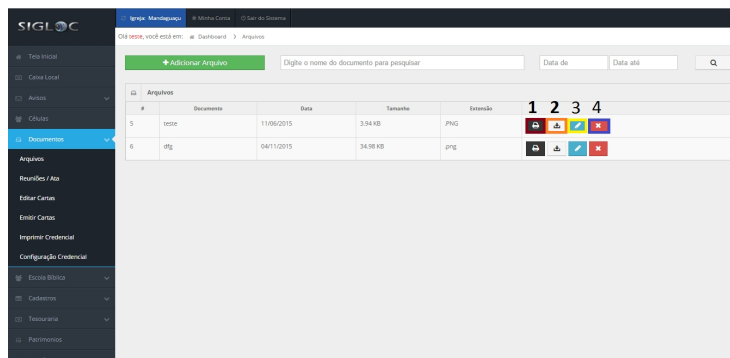 SIGLOC
Igreja: Mandaguaçu Minha Conta Sair do Sistema
Olá teste, você está em: Dashboard > Arquivos
Tela Inicial
Caixa Local
Avisos
Células
Documentos
Arquivos
Reuniões / Ata
Editar Cartas
Emitir Cartas
Imprimir Credencial
Configuração Credencial
Escola Bíblica
Cadastros
Tesouraria
Patrimonios
+ Adicionar Arquivo
Digite o nome do documento para pesquisar
Data de
Data até
Arquivos
# Documento Data Tamanho Extensão
1 2 3 4
5 teste 11/06/2015 3.94 KB .PNG
6 dfg 04/11/2015 34.98 KB .png